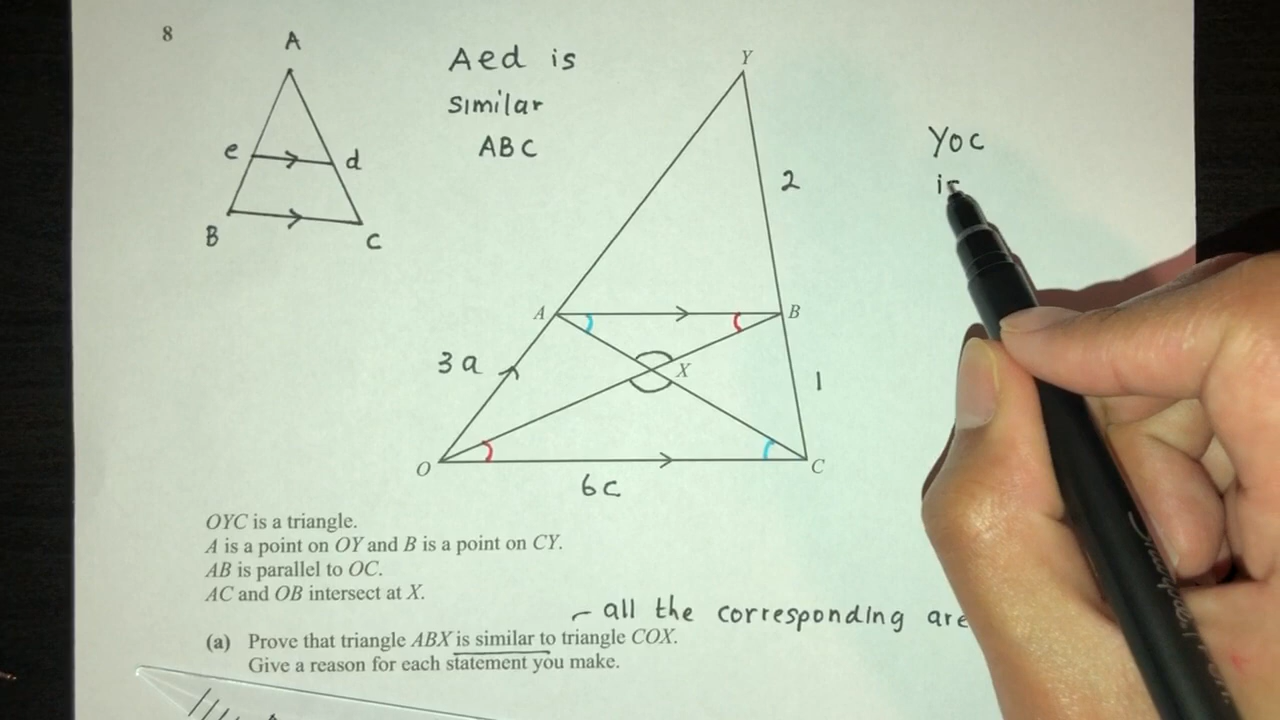 8
A
e
d
B
C
Aed is
similar
ABC
Y
2
A
B
3a
X
1
O
C
6c
Yoc
is
OYC is a triangle.
A is a point on OY and B is a point on CY.
AB is parallel to OC.
AC and OB intersect at X.
all the corresponding are
(a) Prove that triangle ABX is similar to triangle COX.
Give a reason for each statement you make.